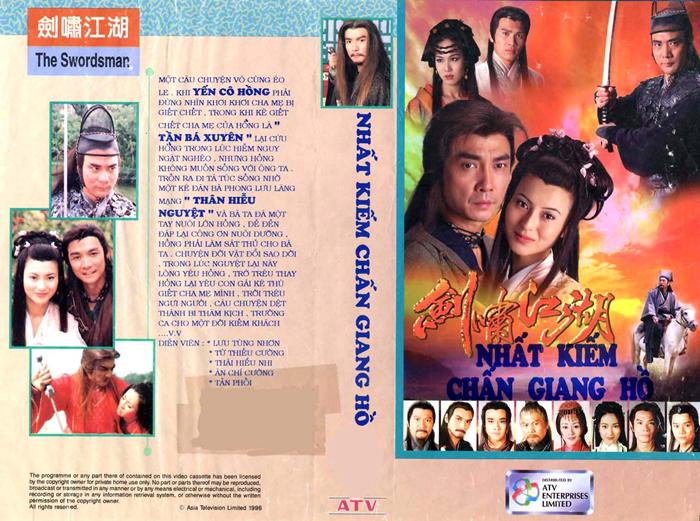 劍嘯江湖
The Swordsman
MỘT CÂU CHUYỆN VÔ CÙNG ÉO
LE , KHI YẾN CÔ HỒNG PHẢI
ĐỨNG NHÌN KHƠI KHƠI CHA MẸ BỊ
GIẾT CHẾT , TRONG KHI KẺ GIẾT
CHẾT CHA MẸ CỦA HỒNG LÀ "
TẦN BÁ XUYÊN " LẠI CỨU
HỒNG TRONG LÚC HIỂM NGUY
NGẶT NGHÈO , NHƯNG HỒNG
KHÔNG MUỐN SỐNG VỚI ÔNG TA .
TRỐN RA ĐI TÁ TÚC SỐNG NHỜ
MỘT KẺ ĐÀN BÀ PHONG LƯU LÃNG
MẠNG " THÂN HIỂU
NGUYỆT " VÀ BÀ TA ĐÃ MỘT
TAY NUÔI LỚN HỒNG , ĐỂ ĐỀN
ĐÁP LẠI CÔNG ƠN NUÔI DƯỠNG ,
HỒNG PHẢI LÀM SÁT THỦ CHO BÀ
TA , CHUYỆN ĐỜI VẬT ĐỔI SAO DỜI
, TRONG LÚC NGUYỆT LẠI NẢY
LÒNG YÊU HỒNG , TRỚ TRÊU THAY
HỒNG LẠI YÊU CON GÁI KẺ THÙ
GIẾT CHA MẸ MÌNH , TRỜI TRÊU
NGƯƠI NGƯỜI , CÂU CHUYỆN DỆT
THÀNH BI THẢM KỊCH , TRƯỜNG
CA CHO MỘT ĐỜI KIẾM KHÁCH
....V.V
DIỄN VIÊN : * LƯU TÙNG NHƠN
* TỪ THIẾU CƯỜNG
* THÁI HIỂU NHI
* ÂN CHÍ CƯỜNG
* TẦN PHỐI
The programme or any part there of contained on this video cassette has been licensed
by the copyright owner for private home use only. No part or parts thereof may be reproduced,
broadcast or transmitted in any manner or by any means electrical or mechanical, including
recording or storage in any information retrieval system, or otherwise without the written
permission of the copyright owner.
All rights reserved.
© Asia Television Limited 1996
NHẤT KIẾM CHẤN GIANG HỒ
ATV
劍嘯江湖
NHẤT KIẾM
CHẤN GIANG HỒ
DISTRIBUTED BY
ATV
ENTERPRISES
LIMITED